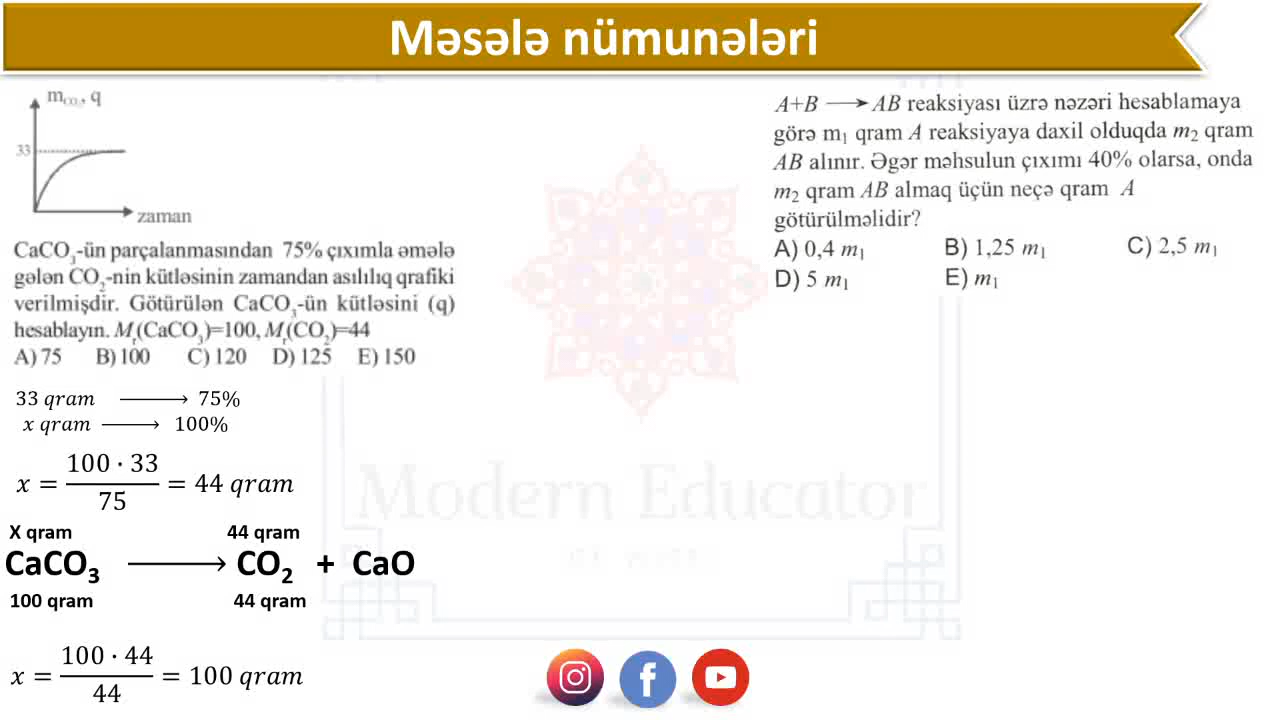 Məsələ nümunələri
m_CO₂, q
33
zaman
CaCO₃-ün parçalanmasından 75% çıxımla əmələ
gələn CO₂-nin kütləsinin zamandan asılılıq qrafiki
verilmişdir. Götürülən CaCO₃-ün kütləsini (q)
hesablayın. Mᵣ(CaCO₃)=100, Mᵣ(CO₂)=44
A) 75 B) 100 C) 120 D) 125 E) 150
33 qram ⟶ 75%
x qram ⟶ 100%
x = (100 · 33)/75 = 44 qram
X qram 44 qram
CaCO₃ ⟶ CO₂ + CaO
100 qram 44 qram
x = (100 · 44)/44 = 100 qram
A+B ⟶ AB reaksiyası üzrə nəzəri hesablamaya
görə m₁ qram A reaksiyaya daxil olduqda m₂ qram
AB alınır. Əgər məhsulun çıxımı 40% olarsa, onda
m₂ qram AB almaq üçün neçə qram A
götürülməlidir?
A) 0,4 m₁ B) 1,25 m₁ C) 2,5 m₁
D) 5 m₁ E) m₁
Modern Educator